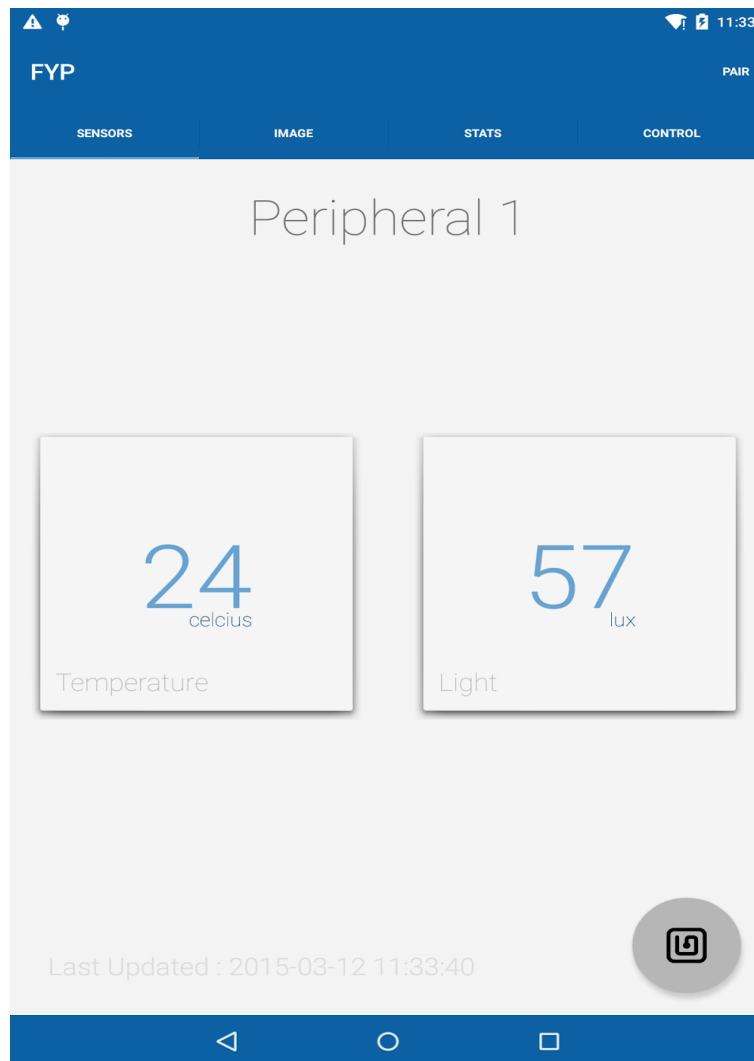 11:33
FYP
PAIR
SENSORS IMAGE STATS CONTROL
Peripheral 1
24
celcius
Temperature
57
lux
Light
Last Updated : 2015-03-12 11:33:40